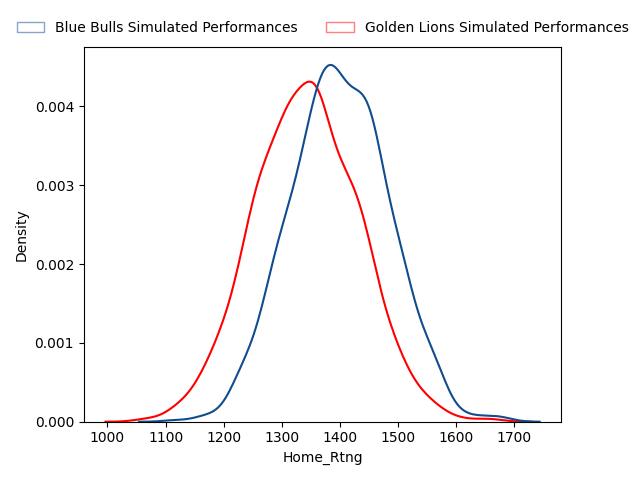 Blue Bulls Simulated Performances Golden Lions Simulated Performances
0.004
0.003
0.002
0.001
0.000
Density
1000 1100 1200 1300 1400 1500 1600 1700
Home_Rtng